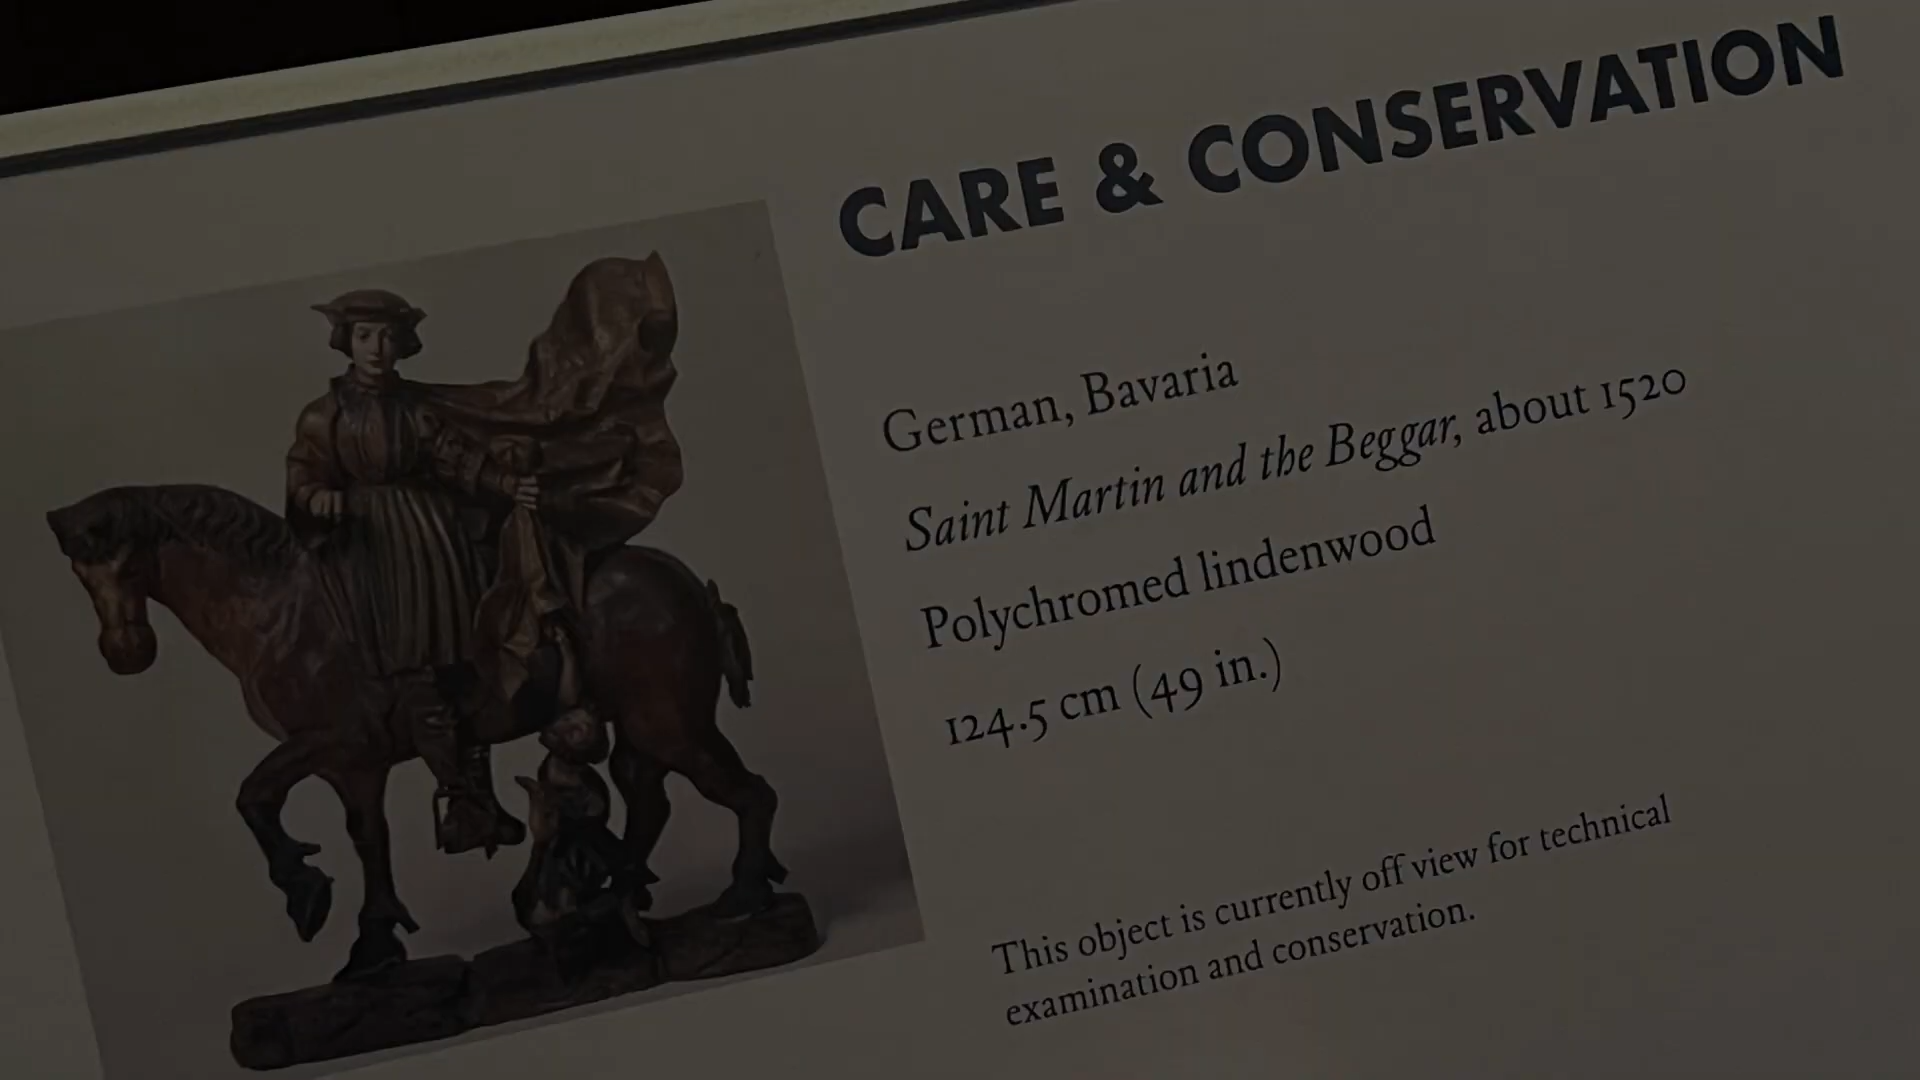 CARE & CONSERVATION
German, Bavaria
Saint Martin and the Beggar, about 1520
Polychromed lindenwood
124.5 cm (49 in.)
This object is currently off view for technical
examination and conservation.